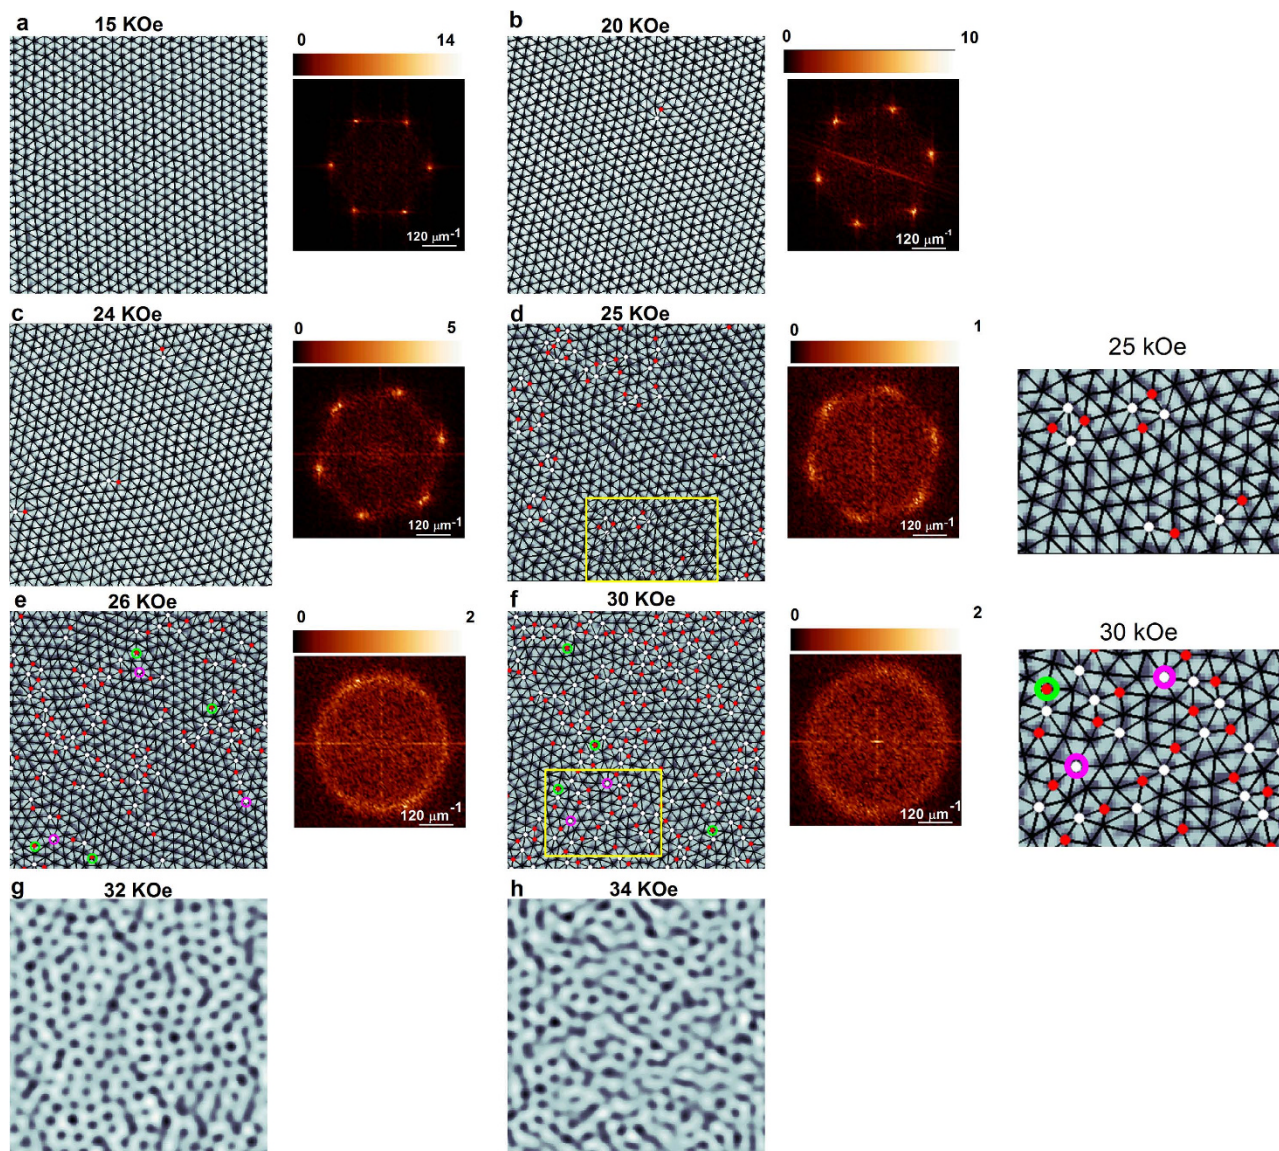 a 15 KOe
0 14
120 μm-1
b 20 KOe
0 10
120 μm-1
c 24 KOe
0 5
120 μm-1
d 25 KOe
0 1
120 μm-1
25 kOe
e 26 KOe
0 2
120 μm-1
f 30 KOe
0 2
120 μm-1
30 kOe
g 32 KOe
h 34 KOe